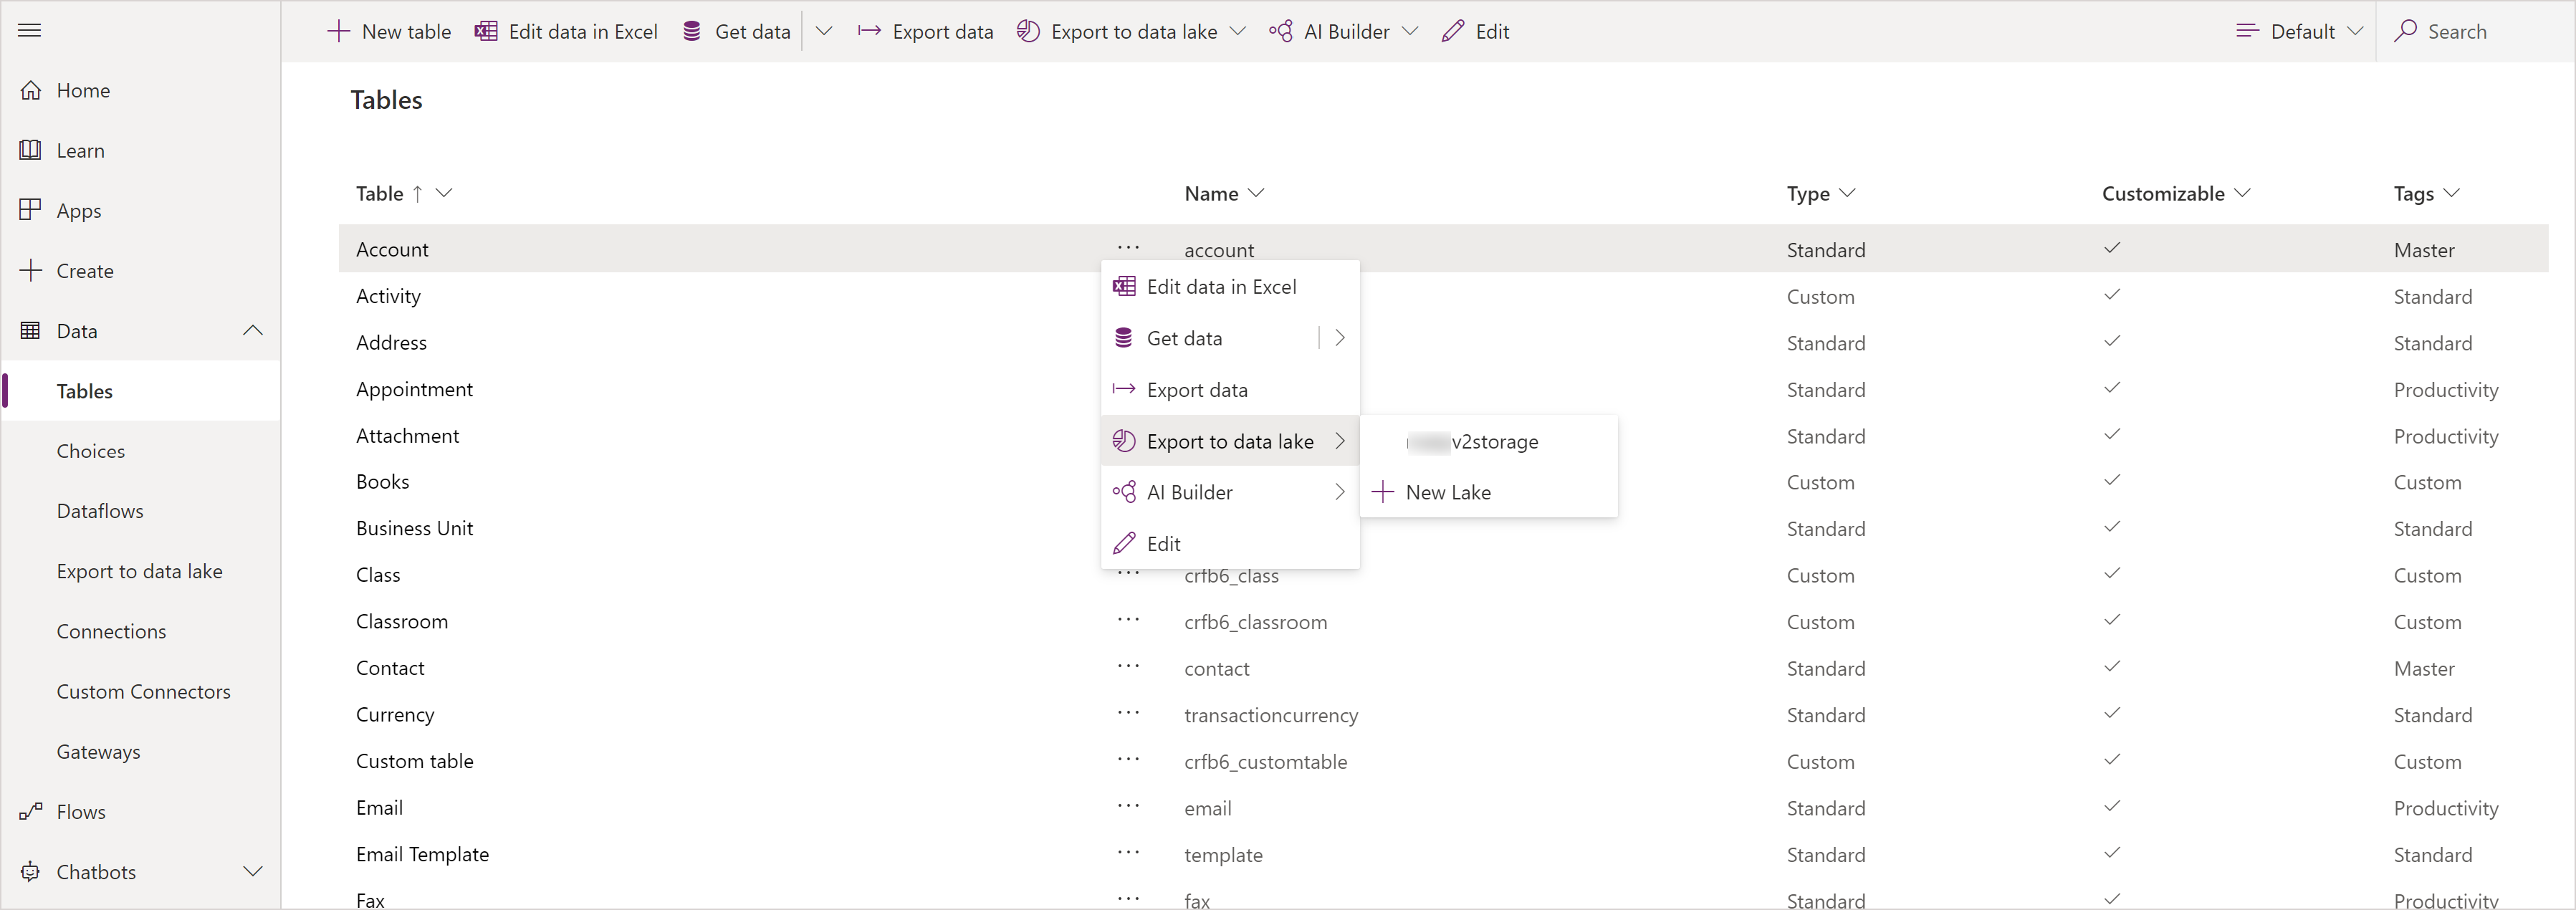 New table Edit data in Excel Get data Export data Export to data lake AI Builder Edit Default Search
Home
Learn
Apps
Create
Data
Tables
Choices
Dataflows
Export to data lake
Connections
Custom Connectors
Gateways
Flows
Chatbots
Tables
Table ↑ Name Type Customizable Tags
Account ... account Standard Master
Activity Custom Standard
Address Standard Standard
Appointment Standard Productivity
Attachment Standard Productivity
Books Custom Custom
Business Unit Standard Standard
Class ... crfb6_class Custom Custom
Classroom ... crfb6_classroom Custom Custom
Contact ... contact Standard Master
Currency ... transactioncurrency Standard Standard
Custom table ... crfb6_customtable Custom Custom
Email ... email Standard Productivity
Email Template ... template Standard Standard
Fax ... fax Standard Productivity
Edit data in Excel
Get data
Export data
Export to data lake
AI Builder
Edit
v2storage
New Lake